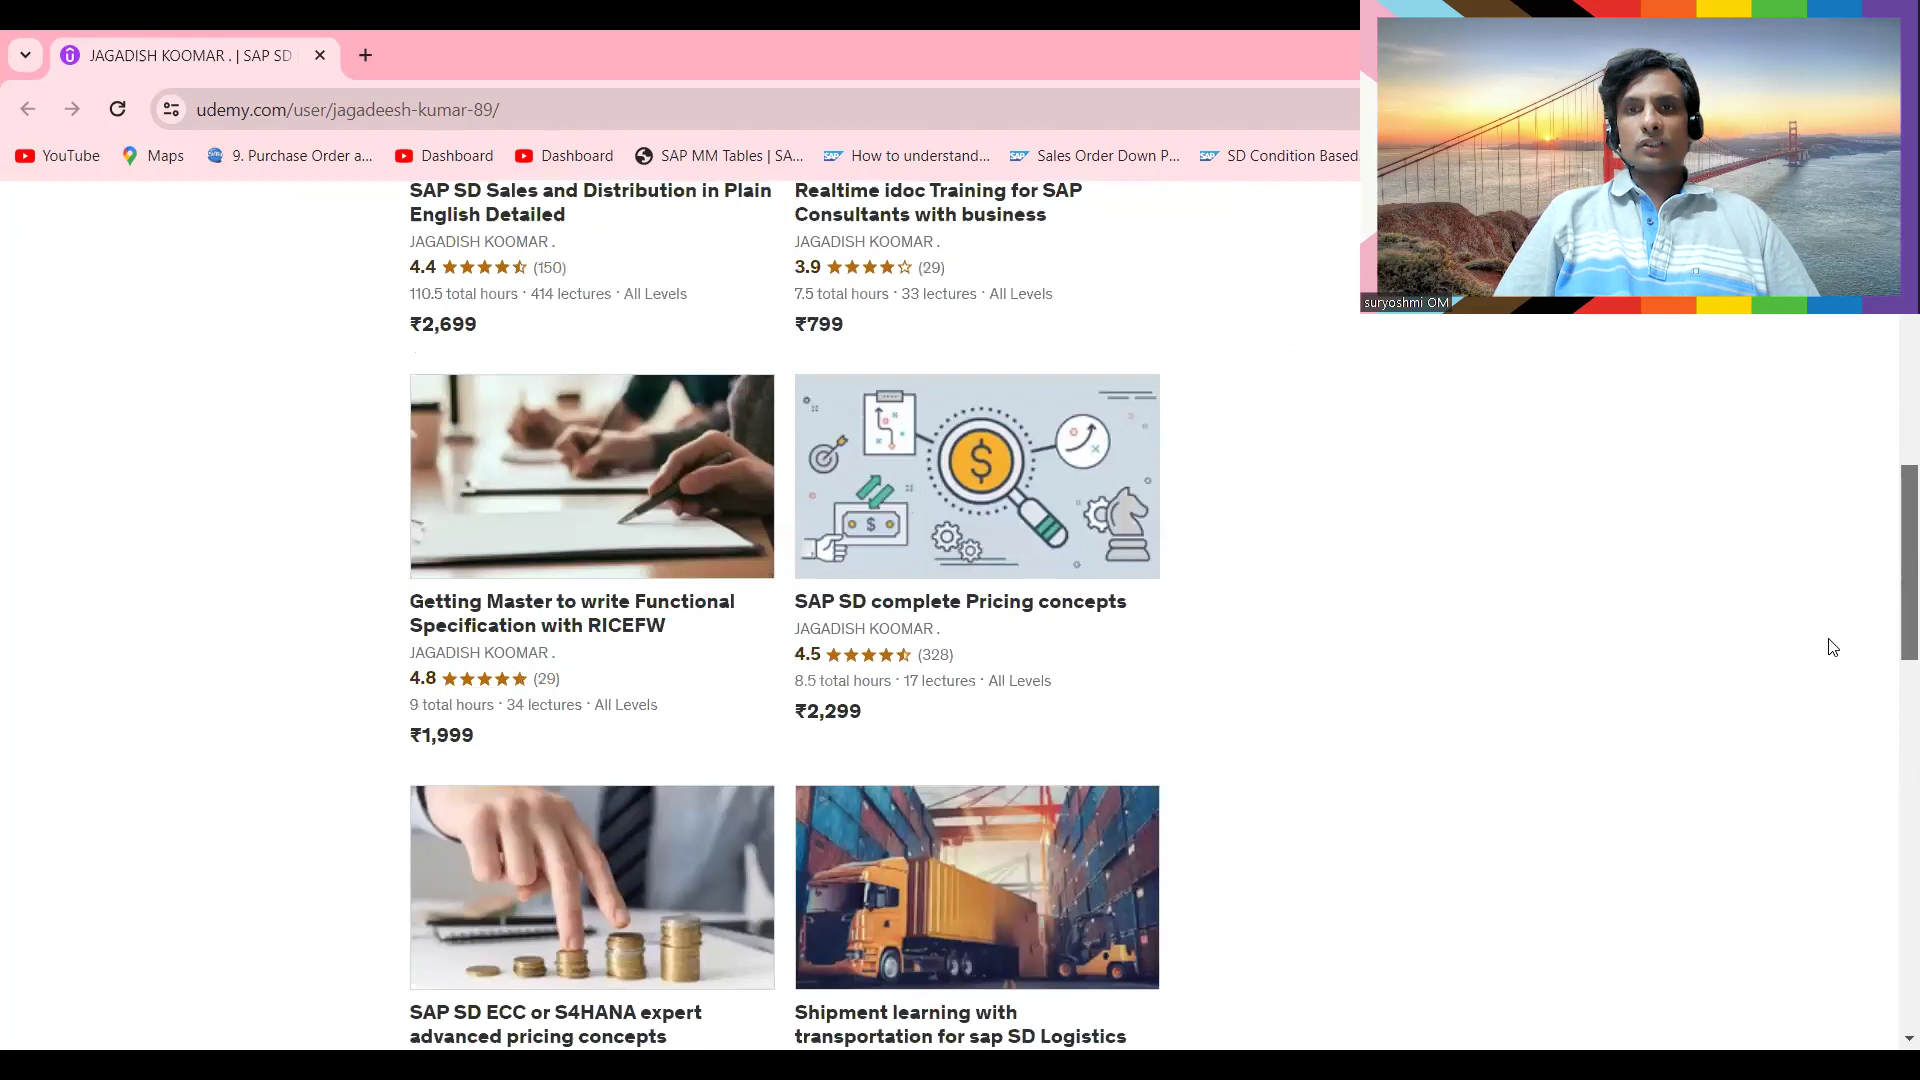 JAGADISH KOOMAR . | SAP SD
udemy.com/user/jagadeesh-kumar-89/
YouTube
Maps
9. Purchase Order a...
Dashboard
Dashboard
SAP MM Tables | SA...
SAP How to understand...
SAP Sales Order Down P...
SAP SD Condition Based
suryoshmi OM
SAP SD Sales and Distribution in Plain
English Detailed
JAGADISH KOOMAR .
4.4 (150)
110.5 total hours · 414 lectures · All Levels
₹2,699
Realtime idoc Training for SAP
Consultants with business
JAGADISH KOOMAR .
3.9 (29)
7.5 total hours · 33 lectures · All Levels
₹799
Getting Master to write Functional
Specification with RICEFW
JAGADISH KOOMAR .
4.8 (29)
9 total hours · 34 lectures · All Levels
₹1,999
$
$
SAP SD complete Pricing concepts
JAGADISH KOOMAR .
4.5 (328)
8.5 total hours · 17 lectures · All Levels
₹2,299
SAP SD ECC or S4HANA expert
advanced pricing concepts
Shipment learning with
transportation for sap SD Logistics